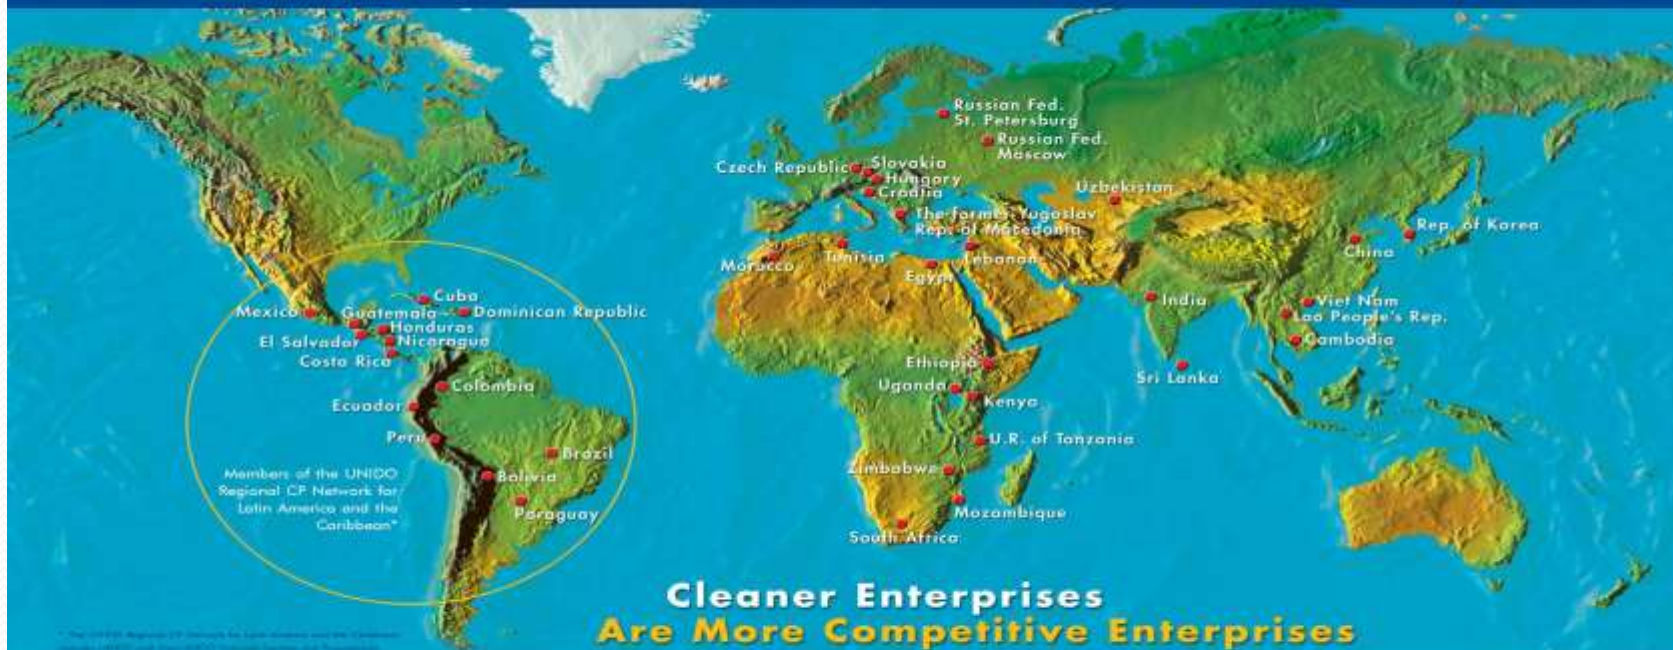 Russian Fed.
St. Petersburg
Russian Fed.
Moscow
Czech Republic
Slovakia
Hungary
Croatia
Uzbekistan
The former Yugoslav
Rep. of Macedonia
Rep. of Korea
China
Morocco
Tunisia
Lebanon
Egypt
Cuba
India
Viet Nam
Mexico
Guatemala
Dominican Republic
Lao People's Rep.
Honduras
El Salvador
Nicaragua
Cambodia
Costa Rica
Ethiopia
Sri Lanka
Colombia
Uganda
Kenya
Ecuador
Peru
U.R. of Tanzania
Brazil
Zimbabwe
Bolivia
Members of the UNIDO
Regional CP Network for
Latin America and the
Caribbean*
Paraguay
Mozambique
South Africa
Cleaner Enterprises
Are More Competitive Enterprises